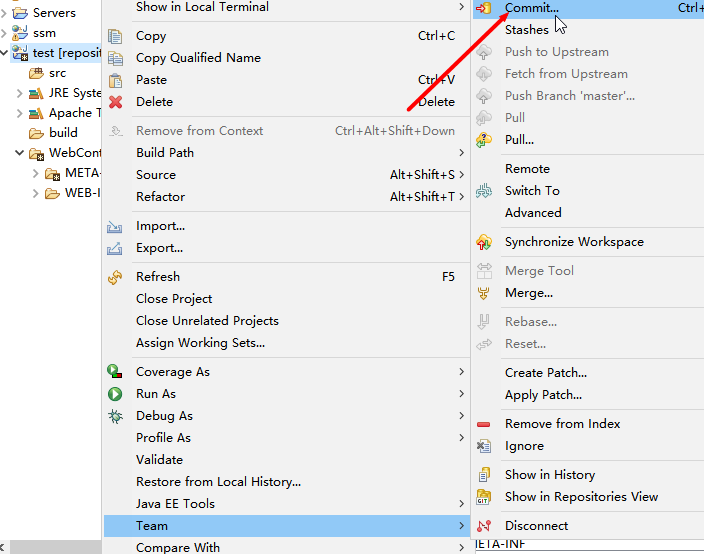 Servers
ssm
test [reposit
src
JRE Syste
Apache T
build
WebCont
META-
WEB-I
Show in Local Terminal
Copy Ctrl+C
Copy Qualified Name
Paste Ctrl+V
Delete Delete
Remove from Context Ctrl+Alt+Shift+Down
Build Path
Source Alt+Shift+S
Refactor Alt+Shift+T
Import...
Export...
Refresh F5
Close Project
Close Unrelated Projects
Assign Working Sets...
Coverage As
Run As
Debug As
Profile As
Validate
Restore from Local History...
Java EE Tools
Team
Compare With
Commit... Ctrl+
Stashes
Push to Upstream
Fetch from Upstream
Push Branch 'master'...
Pull
Pull...
Remote
Switch To
Advanced
Synchronize Workspace
Merge Tool
Merge...
Rebase...
Reset...
Create Patch...
Apply Patch...
Remove from Index
Ignore
Show in History
GIT
Show in Repositories View
Disconnect
IETA-INF